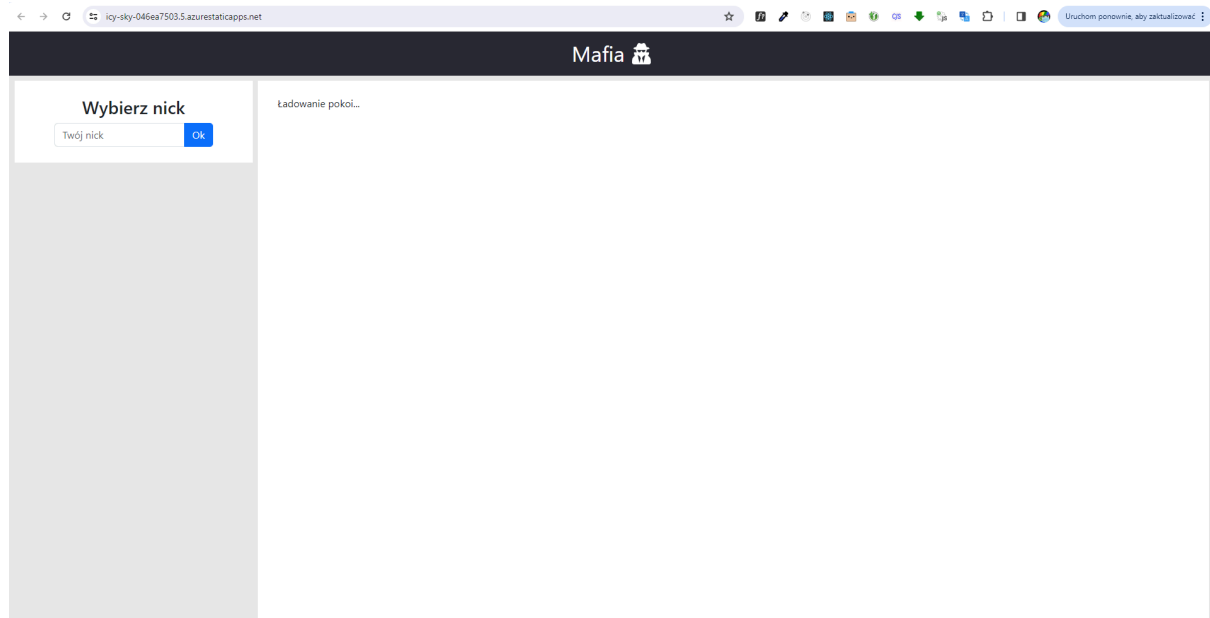 icy-sky-046ea7503.5.azurestaticapps.net
Uruchom ponownie, aby zaktualizować
Mafia
Wybierz nick
Twój nick
Ok
Ładowanie pokoi...